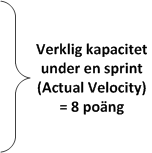 Verklig kapacitet
under en sprint
(Actual Velocity)
= 8 poäng